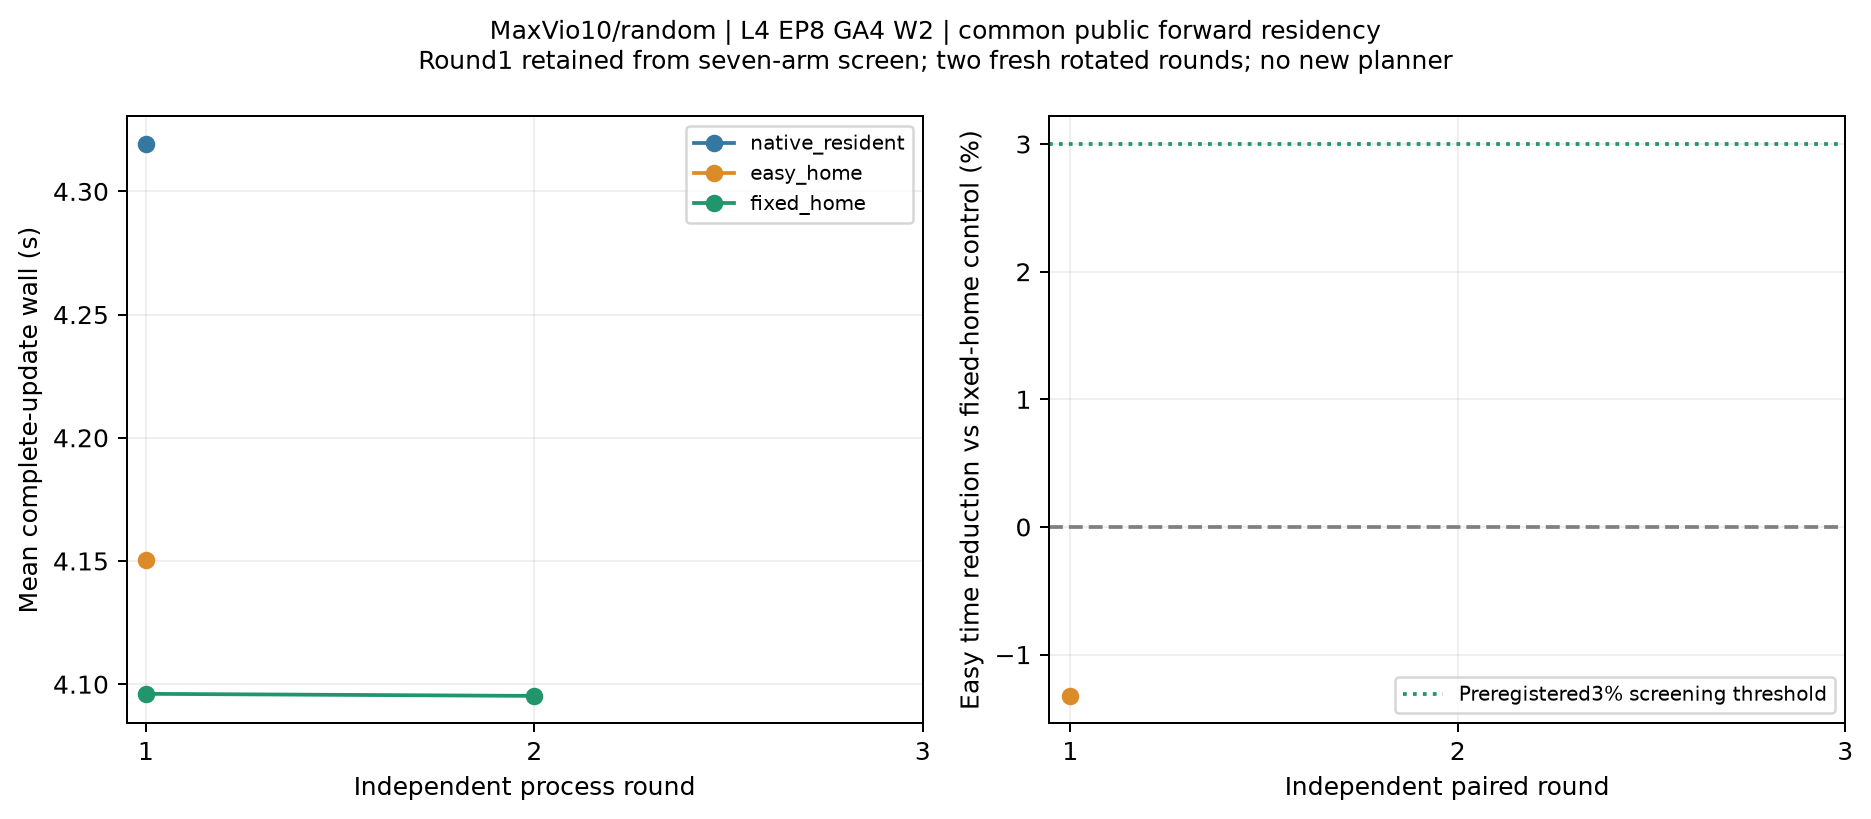 MaxVio10/random | L4 EP8 GA4 W2 | common public forward residency
Round1 retained from seven-arm screen; two fresh rotated rounds; no new planner
Mean complete-update wall (s)
4.30
4.25
4.20
4.15
4.10
native_resident
easy_home
fixed_home
1
2
3
Independent process round
Easy time reduction vs fixed-home control (%)
3
2
1
0
−1
Preregistered3% screening threshold
1
2
3
Independent paired round